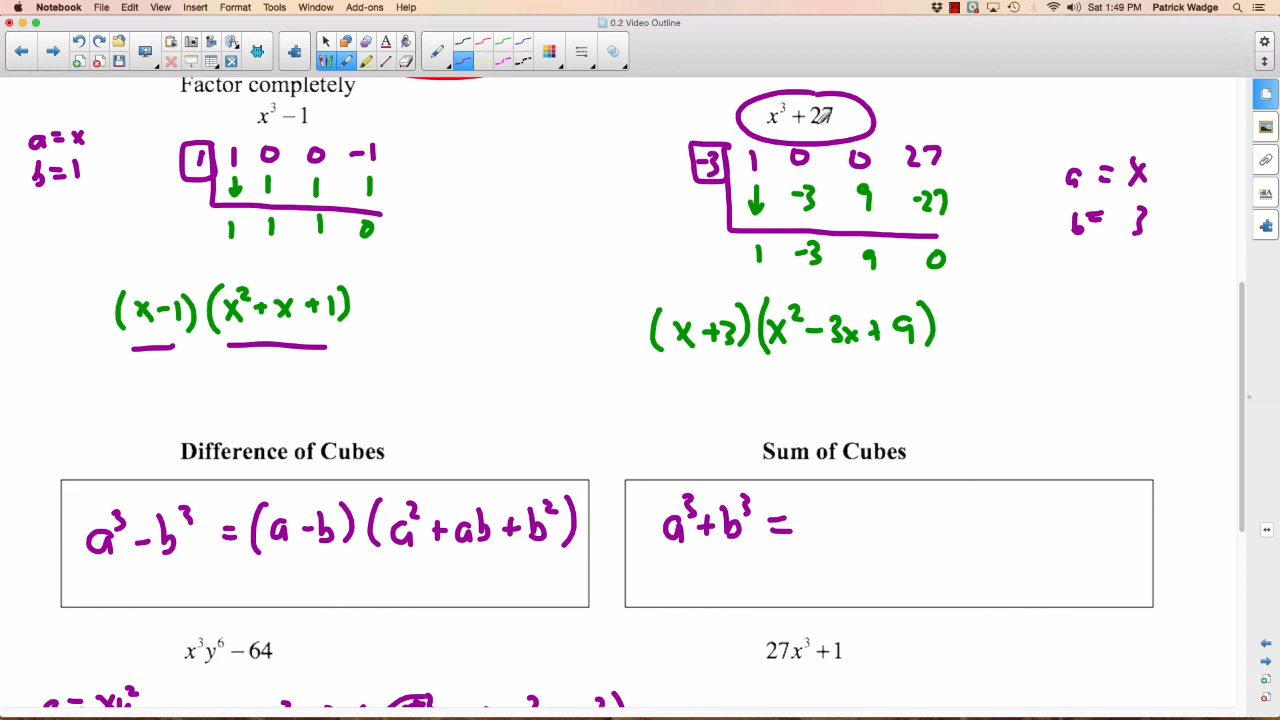 Notebook File Edit View Insert Format Tools Window Add-ons Help Sat 1:49 PM Patrick Wadge
0.2 Video Outline
Factor completely
x³ − 1
a = x
b = 1
1 1 0 0 -1
1 1 1
1 1 1 0
(x-1)(x²+x+1)
x³ + 27
-3 1 0 0 27
-3 9 -27
1 -3 9 0
a = x
b = 3
(x+3)(x²-3x+9)
Difference of Cubes
a³-b³ = (a-b)(a²+ab+b²)
Sum of Cubes
a³+b³ =
x³y⁶ − 64
27x³ + 1